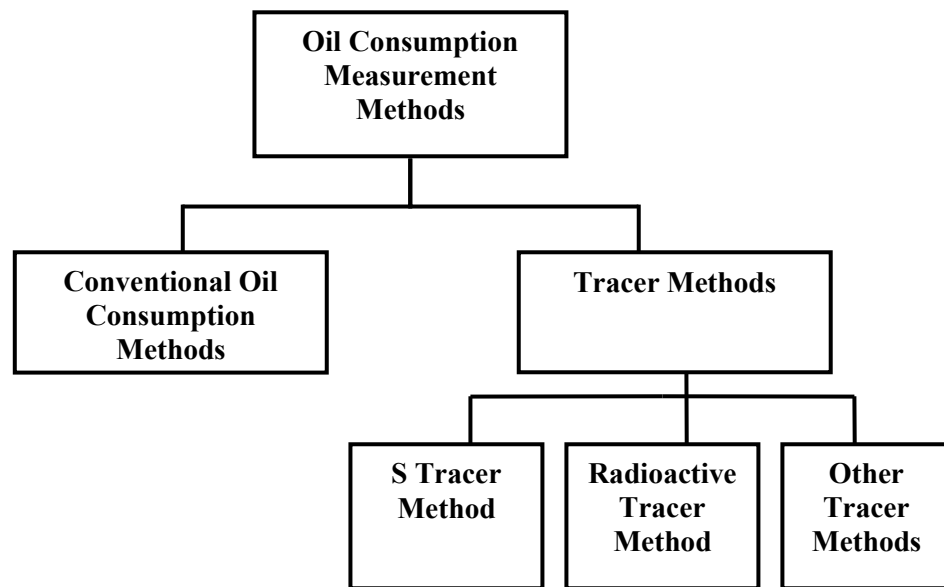 Oil Consumption
Measurement
Methods
Conventional Oil
Consumption
Methods
Tracer Methods
S Tracer
Method
Radioactive
Tracer
Method
Other
Tracer
Methods